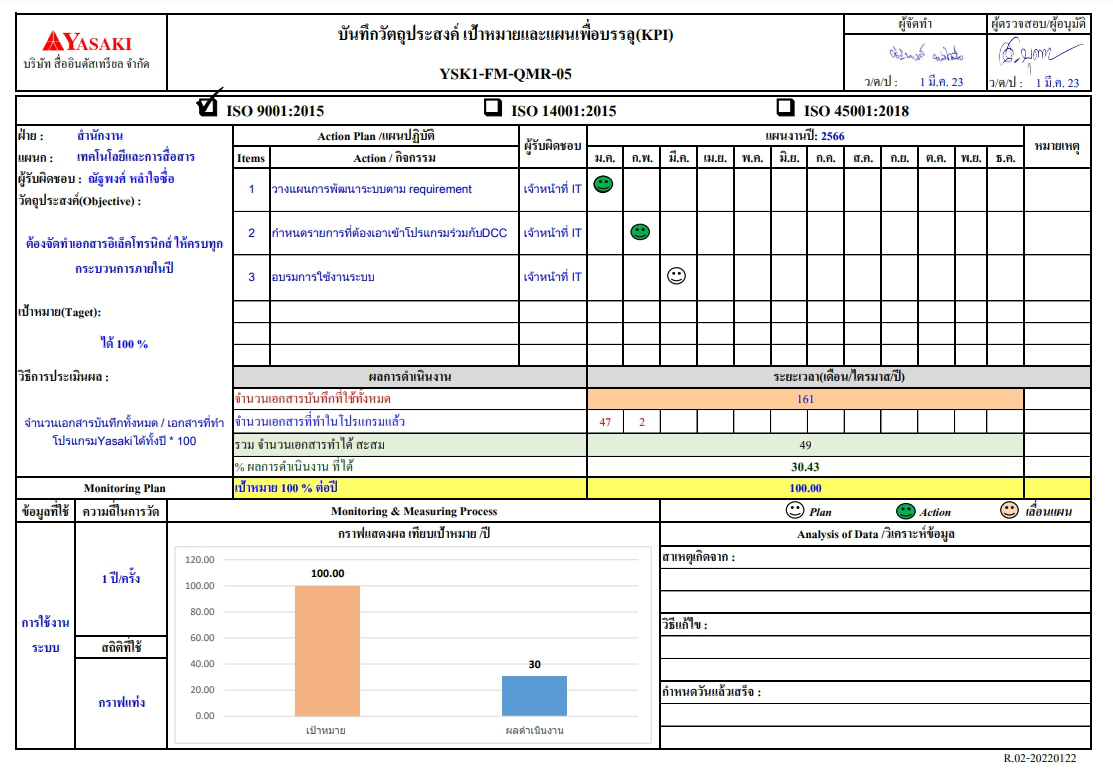 YASAKI
บริษัท สื่ออินดัสเทรียล จำกัด
บันทึกวัตถุประสงค์ เป้าหมายและแผนเพื่อบรรลุ(KPI)
YSK1-FM-QMR-05
ผู้จัดทำ
ว/ด/ป : 1 มี.ค. 23
ผู้ตรวจสอบ/ผู้อนุมัติ
ว/ด/ป : 1 มี.ค. 23
ISO 9001:2015
ISO 14001:2015
ISO 45001:2018
ฝ่าย : สำนักงาน
แผนก : เทคโนโลยีและการสื่อสาร
ผู้รับผิดชอบ : ณัฐพงศ์ หลำใจซื่อ
วัตถุประสงค์(Objective) :
ต้องจัดทำเอกสารอิเล็คโทรนิกส์ ให้ครบทุก
กระบวนการภายในปี
เป้าหมาย(Taget):
ได้ 100 %
วิธีการประเมินผล :
จำนวนเอกสารบันทึกทั้งหมด / เอกสารที่ทำ
โปรแกรมYasakiได้ทั้งปี * 100
Action Plan /แผนปฏิบัติ
ผู้รับผิดชอบ
แผนงานปี: 2566
หมายเหตุ
Items
Action / กิจกรรม
ม.ค. ก.พ. มี.ค. เม.ย. พ.ค. มิ.ย. ก.ค. ส.ค. ก.ย. ต.ค. พ.ย. ธ.ค.
1 วางแผนการพัฒนาระบบตาม requirement เจ้าหน้าที่ IT
2 กำหนดรายการที่ต้องเอาเข้าโปรแกรมร่วมกับDCC เจ้าหน้าที่ IT
3 อบรมการใช้งานระบบ เจ้าหน้าที่ IT
ผลการดำเนินงาน
ระยะเวลา(เดือน/ไตรมาส/ปี)
จำนวนเอกสารบันทึกที่ใช้ทั้งหมด 161
จำนวนเอกสารที่ทำในโปรแกรมแล้ว 47 2
รวม จำนวนเอกสารทำได้ สะสม 49
% ผลการดำเนินงาน ที่ได้ 30.43
Monitoring Plan
เป้าหมาย 100 % ต่อปี 100.00
ข้อมูลที่ใช้
ความถี่ในการวัด
Monitoring & Measuring Process
Plan
Action
เลื่อนแผน
การใช้งาน
ระบบ
1 ปี/ครั้ง
สถิติที่ใช้
กราฟแท่ง
กราฟแสดงผล เทียบเป้าหมาย /ปี
120.00
100.00
80.00
60.00
40.00
20.00
0.00
100.00
30
เป้าหมาย
ผลดำเนินงาน
Analysis of Data /วิเคราะห์ข้อมูล
สาเหตุเกิดจาก :
วิธีแก้ไข :
กำหนดวันแล้วเสร็จ :
R.02-20220122